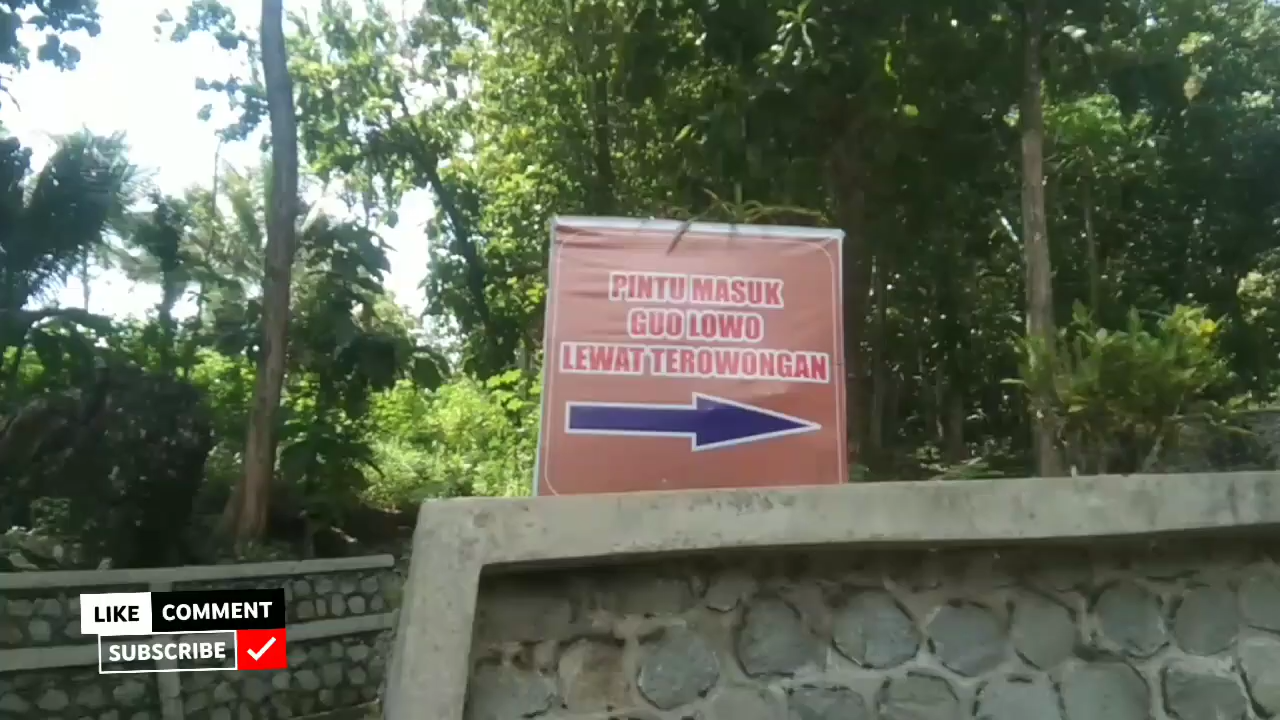 PINTU MASUK
GUO LOWO
LEWAT TEROWONGAN
LIKE COMMENT
SUBSCRIBE